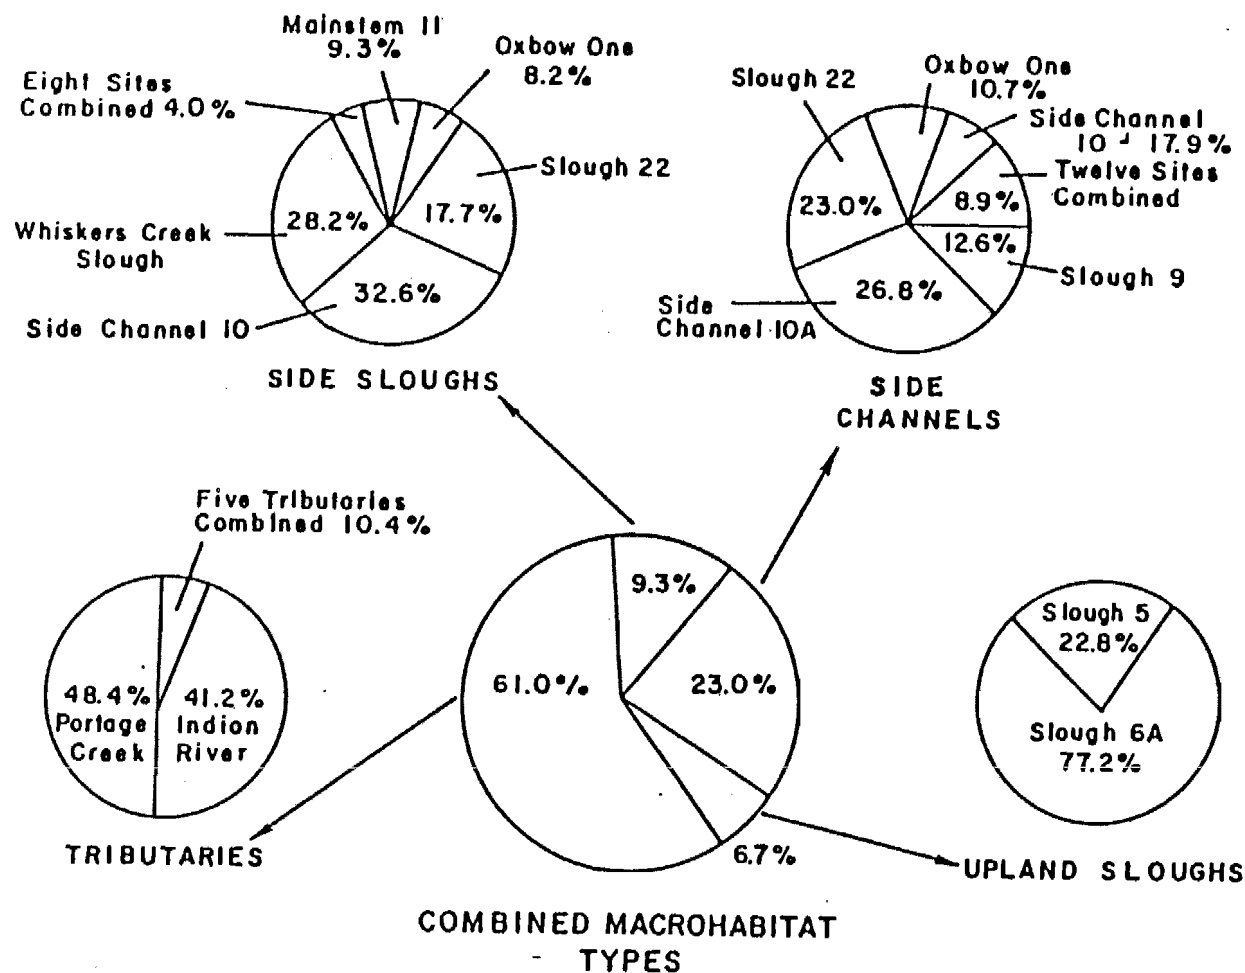 Mainstem II
9.3%
Oxbow One
8.2%
Eight Sites
Combined 4.0%
Slough 22
17.7%
28.2%
Whiskers Creek
Slough
32.6%
Side Channel 10
SIDE SLOUGHS
Slough 22
Oxbow One
10.7%
Side Channel
10 17.9%
Twelve Sites
Combined
8.9%
23.0%
12.6%
Slough 9
26.8%
Side
Channel 10A
SIDE
CHANNELS
Five Tributaries
Combined 10.4%
48.4%
Portage
Creek
41.2%
Indian
River
TRIBUTARIES
9.3%
61.0%
23.0%
6.7%
Slough 5
22.8%
Slough 6A
77.2%
UPLAND SLOUGHS
COMBINED MACROHABITAT
TYPES